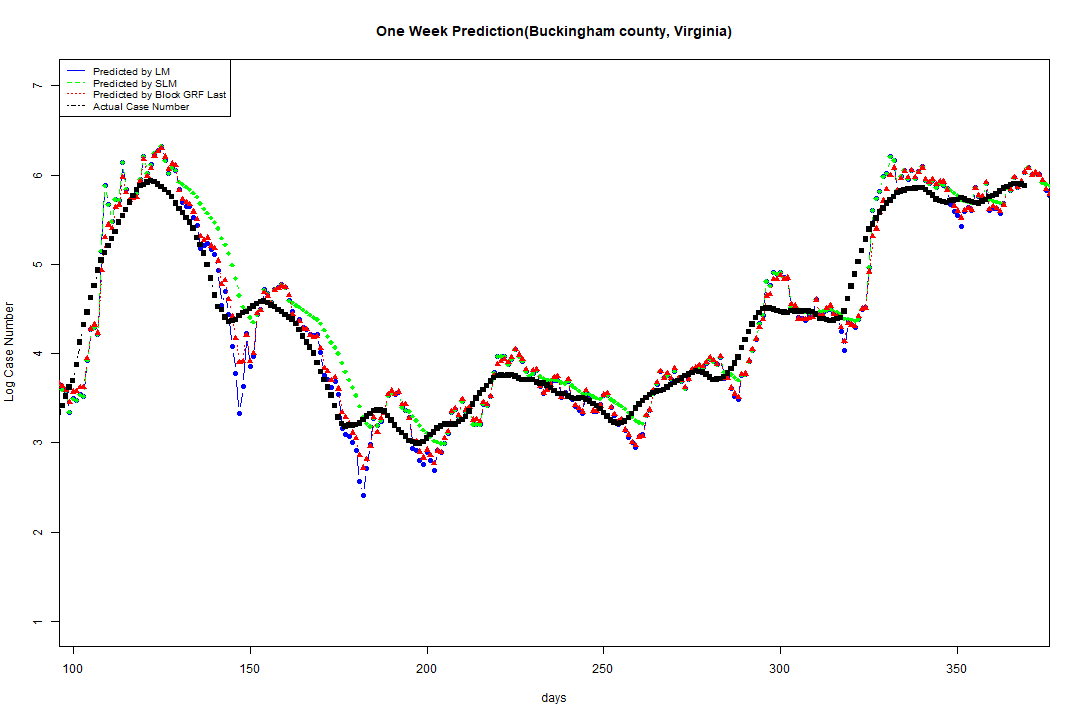 One Week Prediction(Buckingham county, Virginia)
Predicted by LM
Predicted by SLM
Predicted by Block GRF Last
Actual Case Number
7
6
5
4
3
2
1
Log Case Number
100 150 200 250 300 350
days